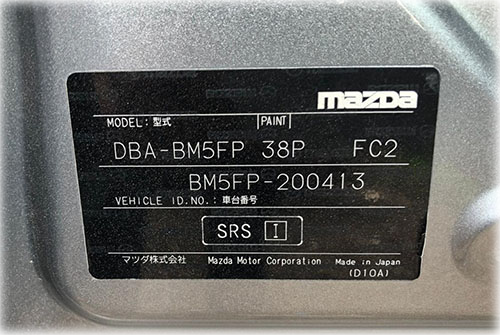 mazda
MODEL: 型式 PAINT
DBA-BM5FP 38P FC2
BM5FP-200413
VEHICLE ID.NO.: 車台番号
SRS I
マツダ株式会社 Mazda Motor Corporation Made in Japan
(D10A)